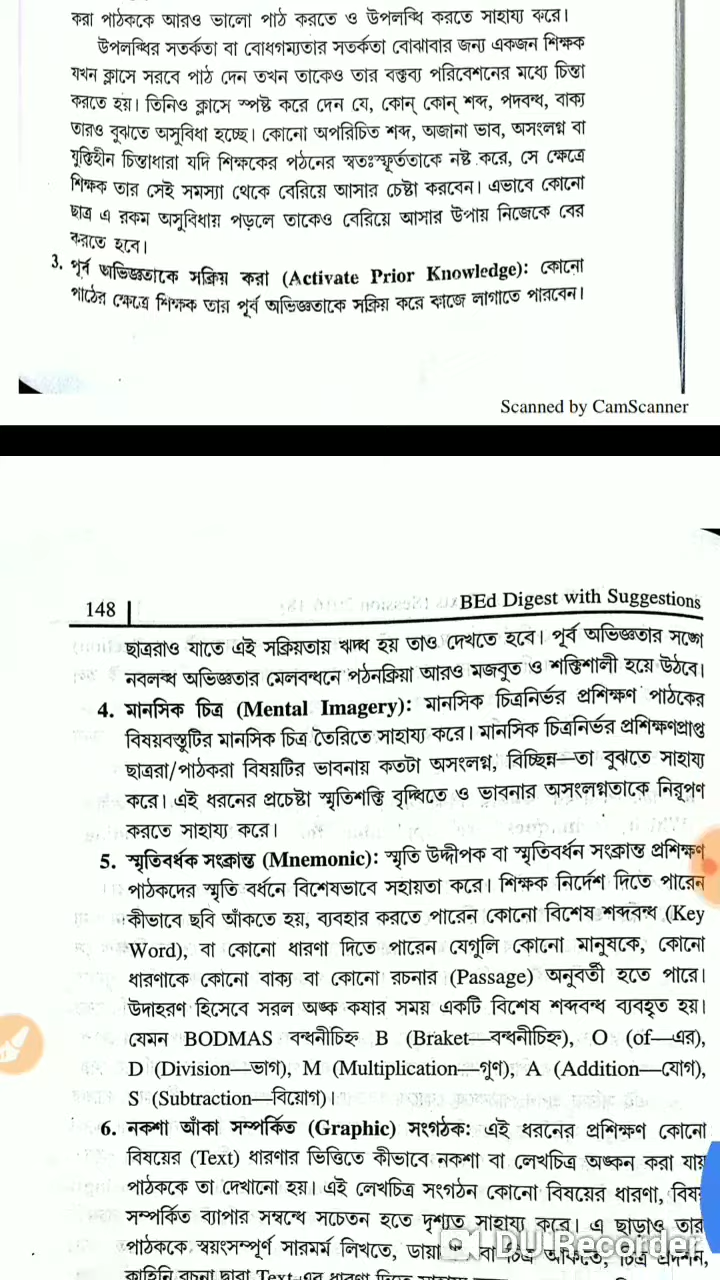 করা পাঠককে আরও ভালো পাঠ করতে ও উপলব্ধি করতে সাহায্য করে।
উপলব্ধির সতর্কতা বা বোধগম্যতার সতর্কতা বোঝাবার জন্য একজন শিক্ষক
যখন ক্লাসে সরবে পাঠ দেন তখন তাকেও তার বক্তব্য পরিবেশনের মধ্যে চিন্তা
করতে হয়। তিনিও ক্লাসে স্পষ্ট করে দেন যে, কোন্ কোন্ শব্দ, পদবন্ধ, বাক্য
তারও বুঝতে অসুবিধা হচ্ছে। কোনো অপরিচিত শব্দ, অজানা ভাব, অসংলগ্ন বা
যুক্তিহীন চিন্তাধারা যদি শিক্ষকের পঠনের স্বতঃস্ফূর্ততাকে নষ্ট করে, সে ক্ষেত্রে
শিক্ষক তার সেই সমস্যা থেকে বেরিয়ে আসার চেষ্টা করবেন। এভাবে কোনো
ছাত্র এ রকম অসুবিধায় পড়লে তাকেও বেরিয়ে আসার উপায় নিজেকে বের
করতে হবে।
3. পূর্ব অভিজ্ঞতাকে সক্রিয় করা (Activate Prior Knowledge): কোনো
পাঠের ক্ষেত্রে শিক্ষক তার পূর্ব অভিজ্ঞতাকে সক্রিয় করে কাজে লাগাতে পারবেন।
Scanned by CamScanner
148 BEd Digest with Suggestions
ছাত্ররাও যাতে এই সক্রিয়তায় ঋদ্ধ হয় তাও দেখতে হবে। পূর্ব অভিজ্ঞতার সঙ্গে
নবলব্ধ অভিজ্ঞতার মেলবন্ধনে পঠনক্রিয়া আরও মজবুত ও শক্তিশালী হয়ে উঠবে।
4. মানসিক চিত্র (Mental Imagery): মানসিক চিত্রনির্ভর প্রশিক্ষণ পাঠকের
বিষয়বস্তুটির মানসিক চিত্র তৈরিতে সাহায্য করে। মানসিক চিত্রনির্ভর প্রশিক্ষণপ্রাপ্ত
ছাত্ররা/পাঠকরা বিষয়টির ভাবনায় কতটা অসংলগ্ন, বিচ্ছিন্ন—তা বুঝতে সাহায্য
করে। এই ধরনের প্রচেষ্টা স্মৃতিশক্তি বৃদ্ধিতে ও ভাবনার অসংলগ্নতাকে নিরূপণ
করতে সাহায্য করে।
5. স্মৃতিবর্ধক সংক্রান্ত (Mnemonic): স্মৃতি উদ্দীপক বা স্মৃতিবর্ধন সংক্রান্ত প্রশিক্ষণ
পাঠকদের স্মৃতি বর্ধনে বিশেষভাবে সহায়তা করে। শিক্ষক নির্দেশ দিতে পারেন
কীভাবে ছবি আঁকতে হয়, ব্যবহার করতে পারেন কোনো বিশেষ শব্দবন্ধ (Key
Word), বা কোনো ধারণা দিতে পারেন যেগুলি কোনো মানুষকে, কোনো
ধারণাকে কোনো বাক্য বা কোনো রচনার (Passage) অনুবর্তী হতে পারে।
উদাহরণ হিসেবে সরল অঙ্ক কষার সময় একটি বিশেষ শব্দবন্ধ ব্যবহৃত হয়।
যেমন BODMAS বন্ধনীচিহ্ন B (Braket—বন্ধনীচিহ্ন), O (of—এর),
D (Division—ভাগ), M (Multiplication—গুণ), A (Addition—যোগ),
S (Subtraction—বিয়োগ)।
6. নকশা আঁকা সম্পর্কিত (Graphic) সংগঠক: এই ধরনের প্রশিক্ষণ কোনো
বিষয়ের (Text) ধারণার ভিত্তিতে কীভাবে নকশা বা লেখচিত্র অঙ্কন করা যায়
পাঠককে তা দেখানো হয়। এই লেখচিত্র সংগঠন কোনো বিষয়ের ধারণা,
সম্পর্কিত ব্যাপার সম্বন্ধে সচেতন হতে দৃশ্যত সাহায্য করে। এ ছাড়াও তার
পাঠককে স্বয়ংসম্পূর্ণ সারমর্ম লিখতে, বা চিত্র আঁকতে, চিত্র প্রদর্শন,
কাহিনি রচনা দ্বারা Text-এর ধারণা দিতে
DU Recorder